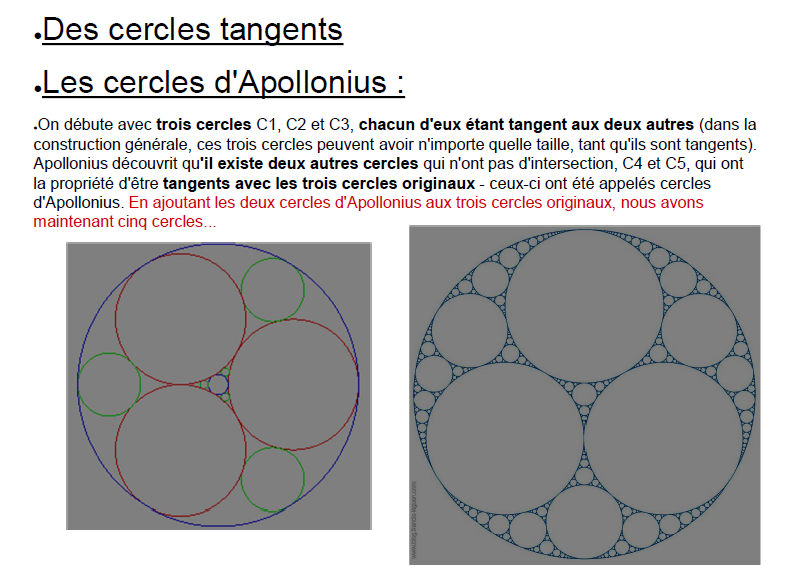 ●Des cercles tangents
●Les cercles d'Apollonius :
●On débute avec trois cercles C1, C2 et C3, chacun d'eux étant tangent aux deux autres (dans la
construction générale, ces trois cercles peuvent avoir n'importe quelle taille, tant qu'ils sont tangents).
Apollonius découvrit qu'il existe deux autres cercles qui n'ont pas d'intersection, C4 et C5, qui ont
la propriété d'être tangents avec les trois cercles originaux - ceux-ci ont été appelés cercles
d'Apollonius. En ajoutant les deux cercles d'Apollonius aux trois cercles originaux, nous avons
maintenant cinq cercles...